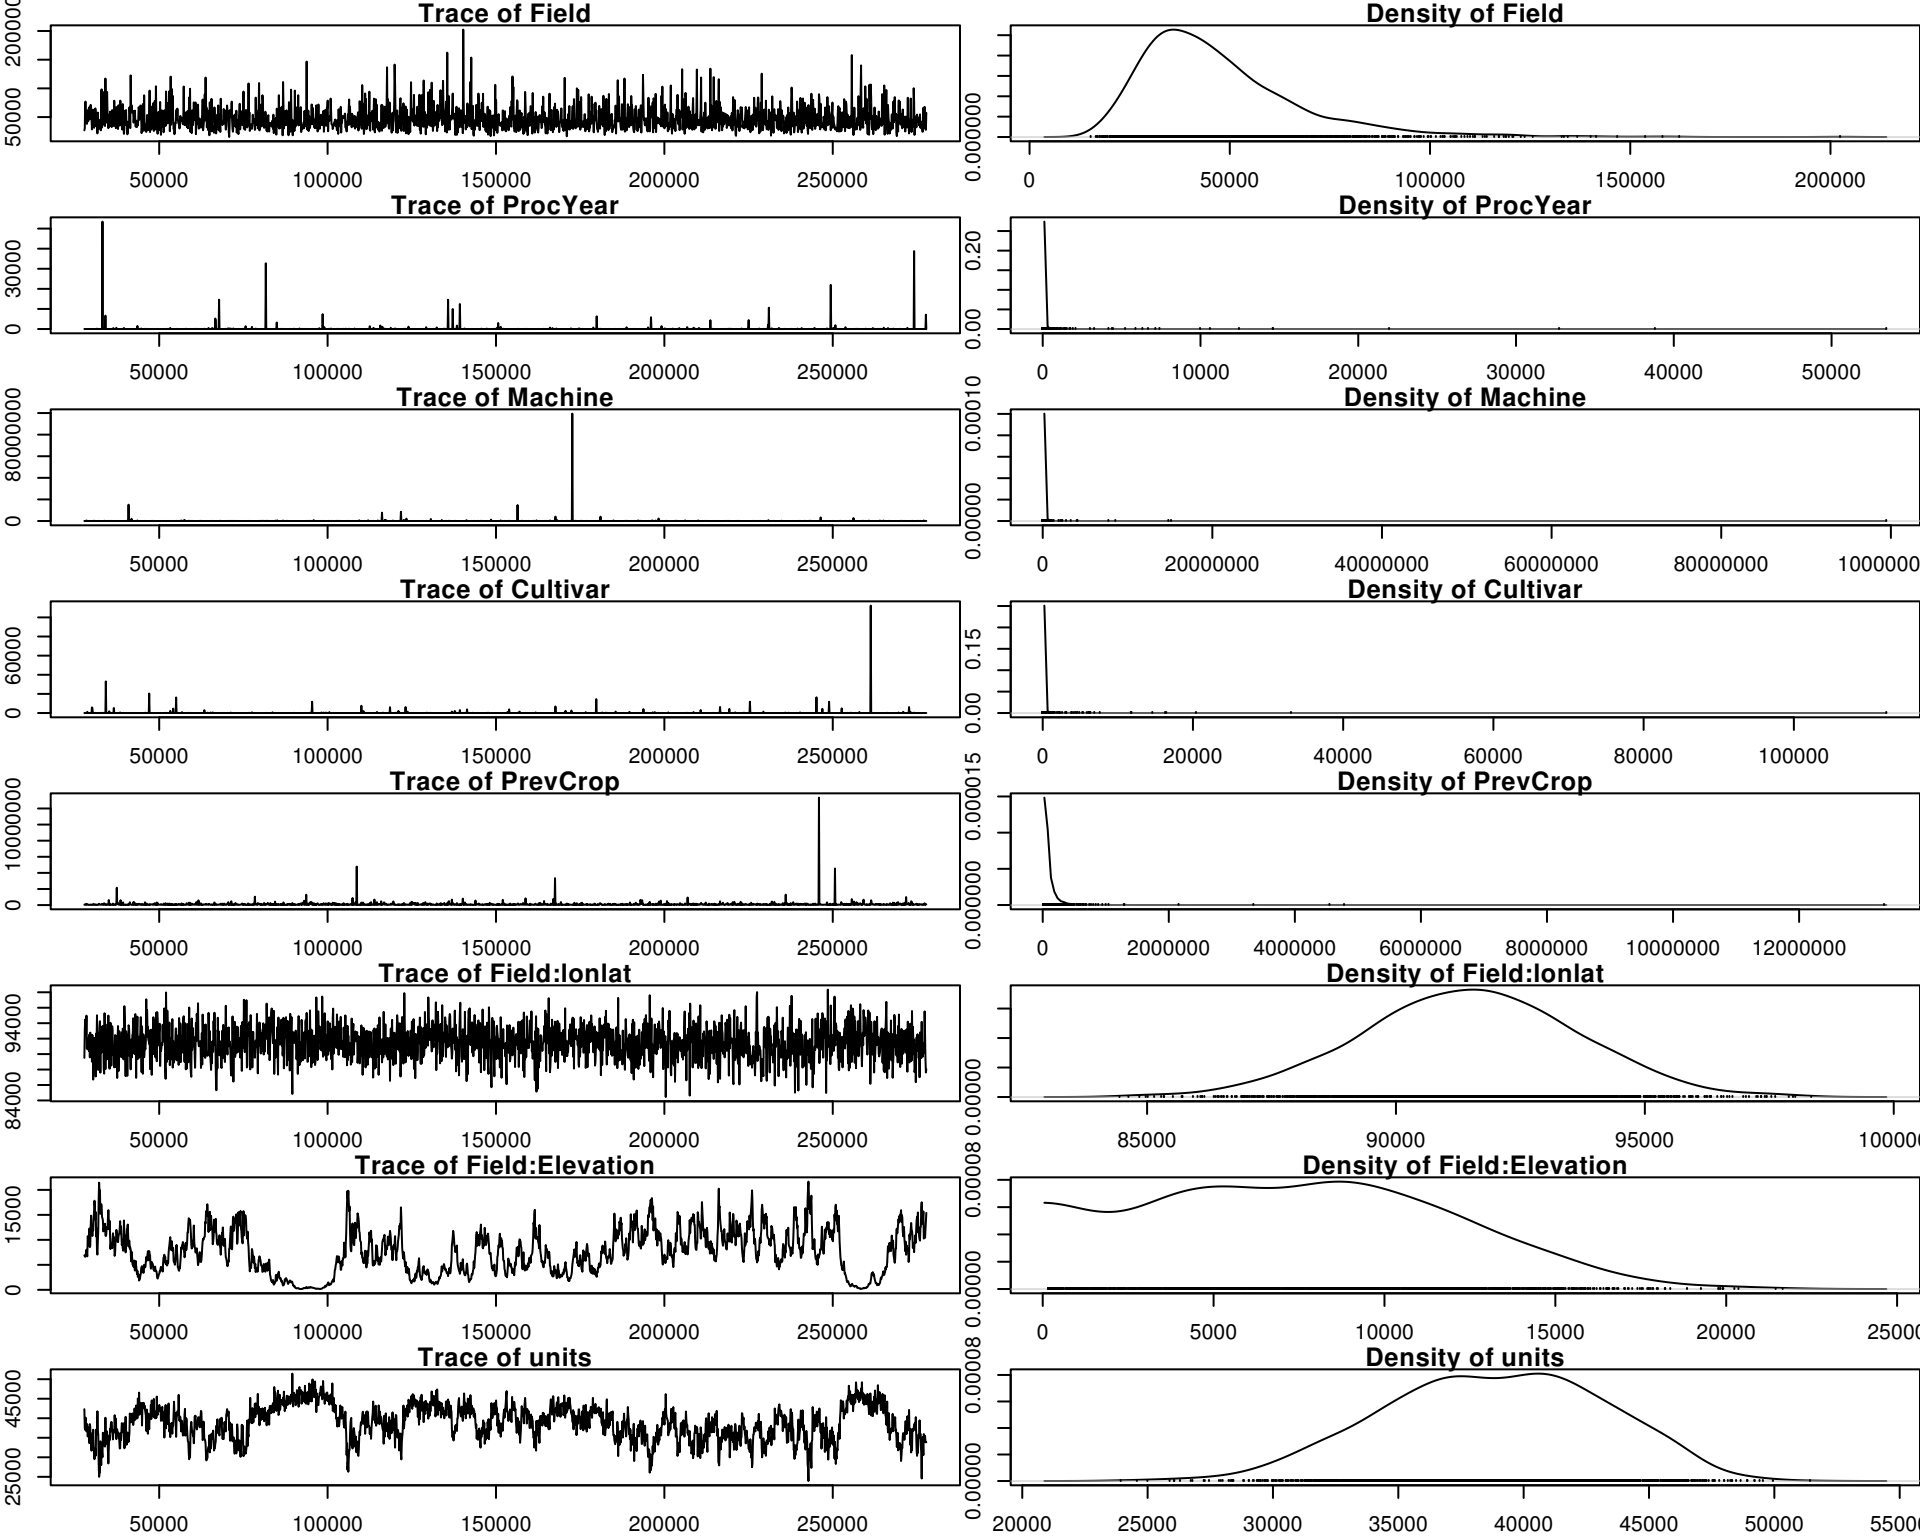 Trace of Field
Density of Field
50000
200000
50000 100000 150000 200000 250000
0.000000
0 50000 100000 150000 200000
Trace of ProcYear
Density of ProcYear
0 30000
50000 100000 150000 200000 250000
0.00 0.20
0 10000 20000 30000 40000 50000
Trace of Machine
Density of Machine
0 80000000
50000 100000 150000 200000 250000
0.00000 0.00010
0 20000000 40000000 60000000 80000000 1000000
Trace of Cultivar
Density of Cultivar
0 60000
50000 100000 150000 200000 250000
0.00 0.15
0 20000 40000 60000 80000 100000
Trace of PrevCrop
Density of PrevCrop
0 10000000
50000 100000 150000 200000 250000
0.000000 0.000015
0 2000000 4000000 6000000 8000000 10000000 12000000
Trace of Field:lonlat
Density of Field:lonlat
84000 94000
50000 100000 150000 200000 250000
0.00000
85000 90000 95000 100000
Trace of Field:Elevation
Density of Field:Elevation
0 15000
50000 100000 150000 200000 250000
0.00000 0.00008
0 5000 10000 15000 20000 25000
Trace of units
Density of units
25000 45000
50000 100000 150000 200000 250000
0.00000 0.00008
20000 25000 30000 35000 40000 45000 50000 55000